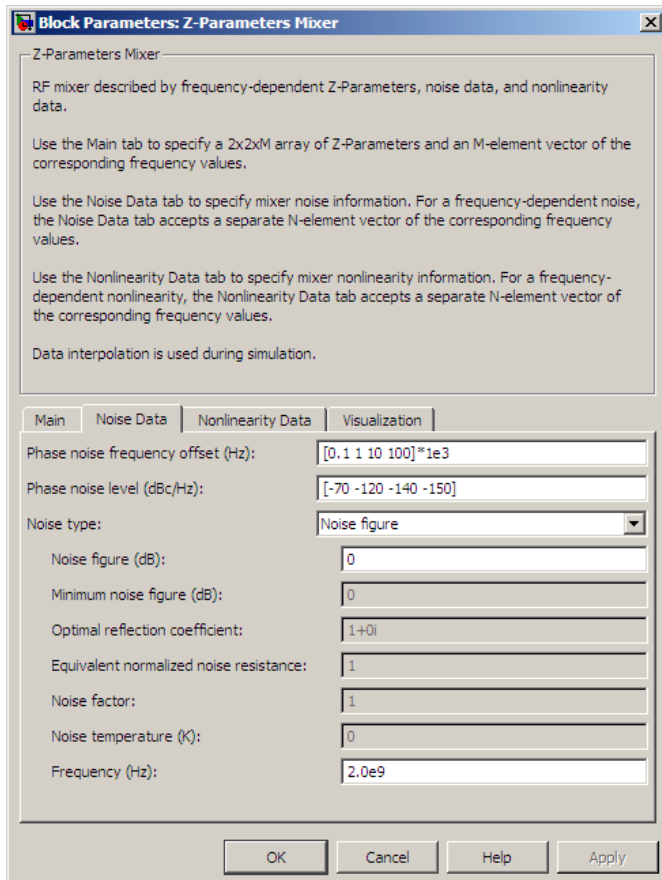 Block Parameters: Z-Parameters Mixer
Z-Parameters Mixer
RF mixer described by frequency-dependent Z-Parameters, noise data, and nonlinearity
data.
Use the Main tab to specify a 2x2xM array of Z-Parameters and an M-element vector of the
corresponding frequency values.
Use the Noise Data tab to specify mixer noise information. For a frequency-dependent noise,
the Noise Data tab accepts a separate N-element vector of the corresponding frequency
values.
Use the Nonlinearity Data tab to specify mixer nonlinearity information. For a frequency-
dependent nonlinearity, the Nonlinearity Data tab accepts a separate N-element vector of
the corresponding frequency values.
Data interpolation is used during simulation.
Main Noise Data Nonlinearity Data Visualization
Phase noise frequency offset (Hz): [0.1 1 10 100]*1e3
Phase noise level (dBc/Hz): [-70 -120 -140 -150]
Noise type: Noise figure
Noise figure (dB): 0
Minimum noise figure (dB): 0
Optimal reflection coefficient: 1+0i
Equivalent normalized noise resistance: 1
Noise factor: 1
Noise temperature (K): 0
Frequency (Hz): 2.0e9
OK Cancel Help Apply